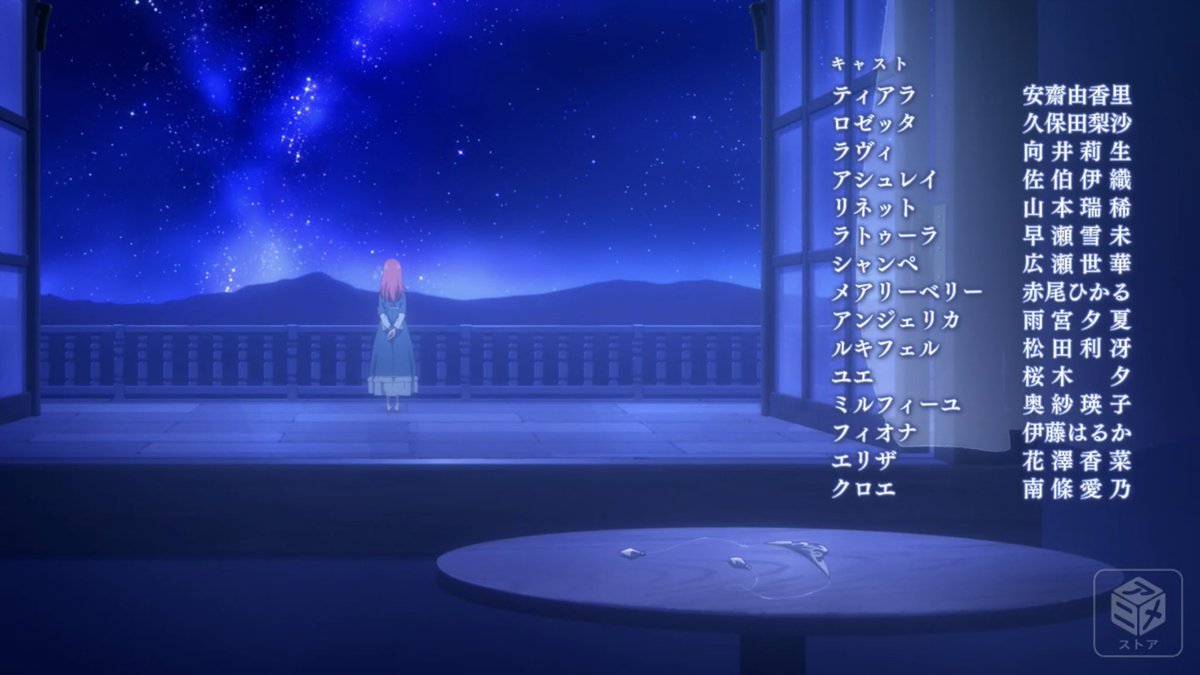 キャスト
ティアラ 安齋由香里
ロゼッタ 久保田梨沙
ラヴィ 向井莉生
アシュレイ 佐伯伊織
リネット 山本瑞稀
ラトゥーラ 早瀬雪未
シャンペ 広瀬世華
メアリーベリー 赤尾ひかる
アンジェリカ 雨宮夕夏
ルキフェル 松田利冴
ユエ 桜木夕
ミルフィーユ 奥紗瑛子
フィオナ 伊藤はるか
エリザ 花澤香菜
クロエ 南條愛乃
アニメ
ストア